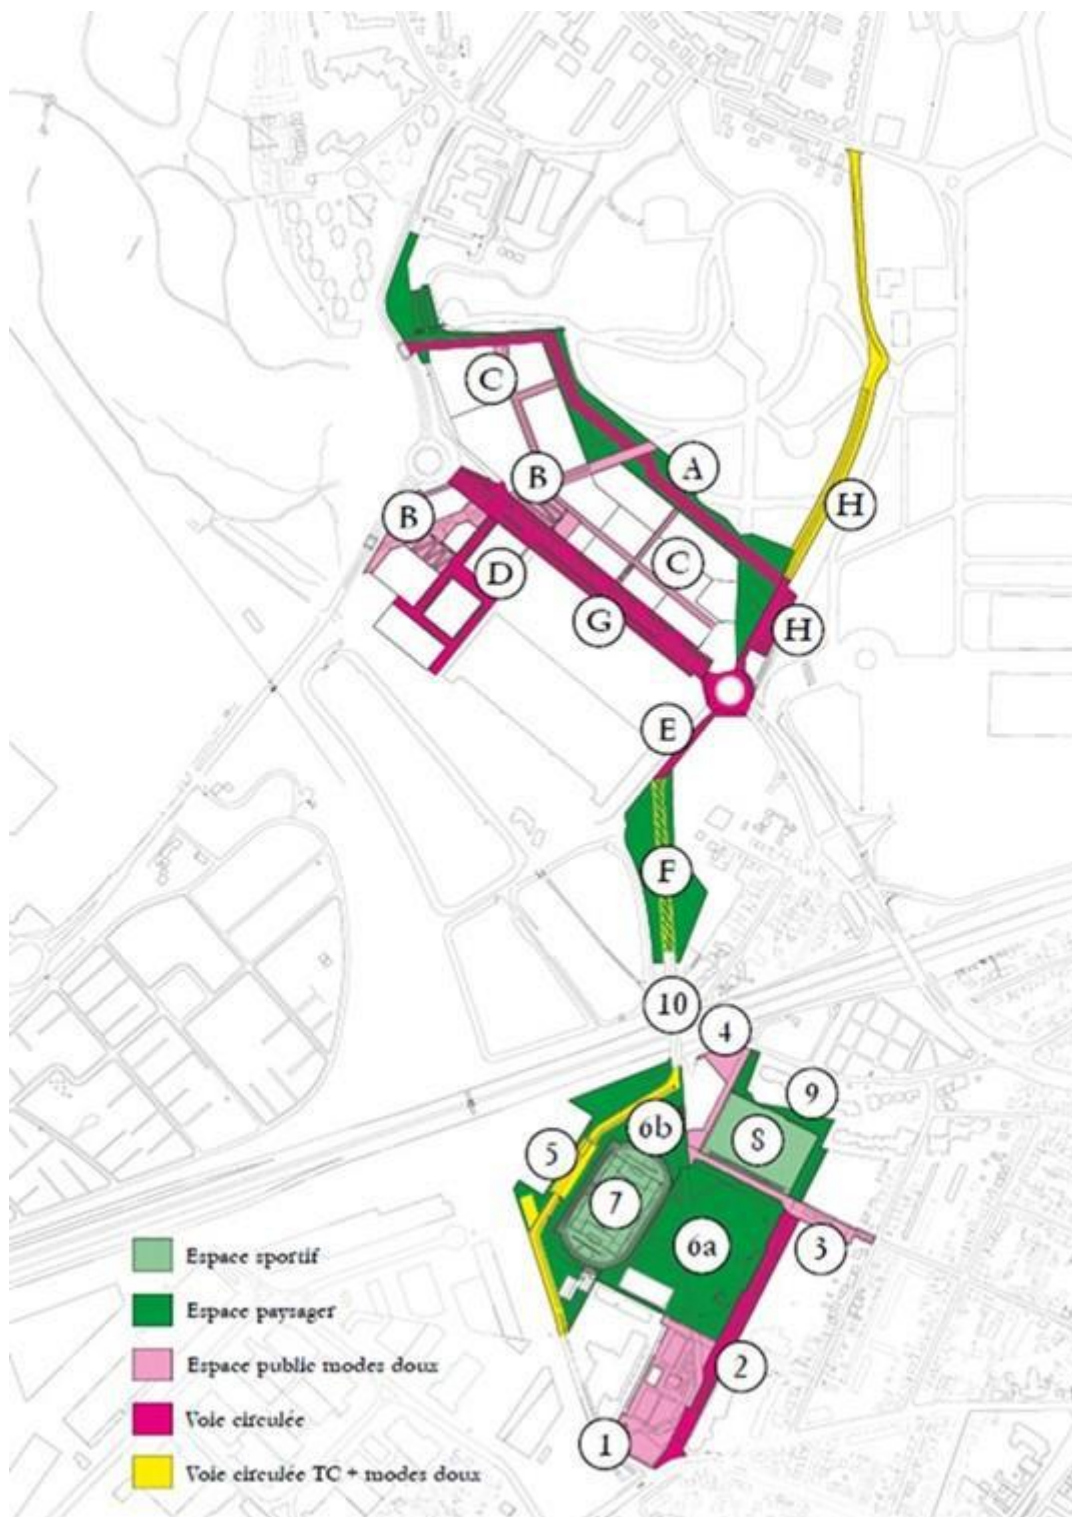 C
A
B
H
B
C
D
G
H
E
F
10
4
9
6b
8
5
7
6a
3
Espace sportif
Espace paysager
Espace public modes doux
2
Voie circulée
1
Voie circulée TC + modes doux